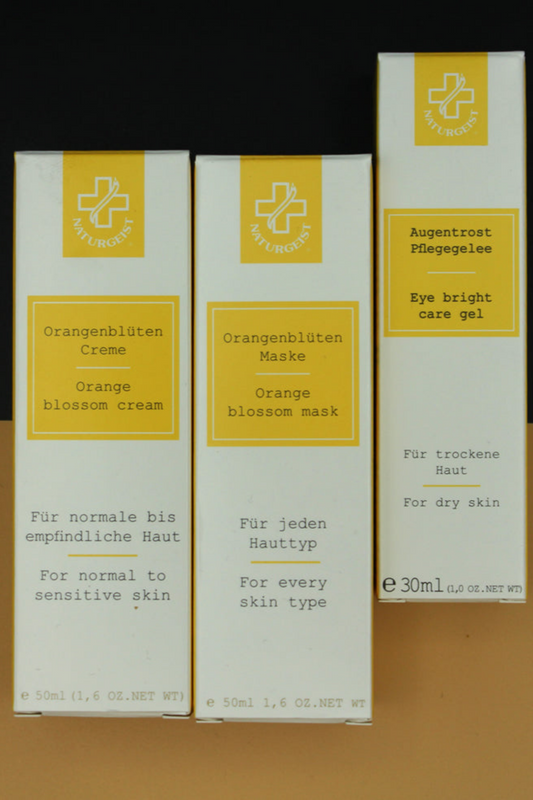 NATURGEIST
Orangenblüten
Creme
Orange
blossom cream
Für normale bis
empfindliche Haut
For normal to
sensitive skin
e 50ml (1,6 OZ.NET WT)
NATURGEIST
Orangenblüten
Maske
Orange
blossom mask
Für jeden
Hauttyp
For every
skin type
e 50ml 1,6 OZ.NET WT
NATURGEIST
Augentrost
Pflegegelee
Eye bright
care gel
Für trockene
Haut
For dry skin
e 30ml (1,0 OZ.NET WT)